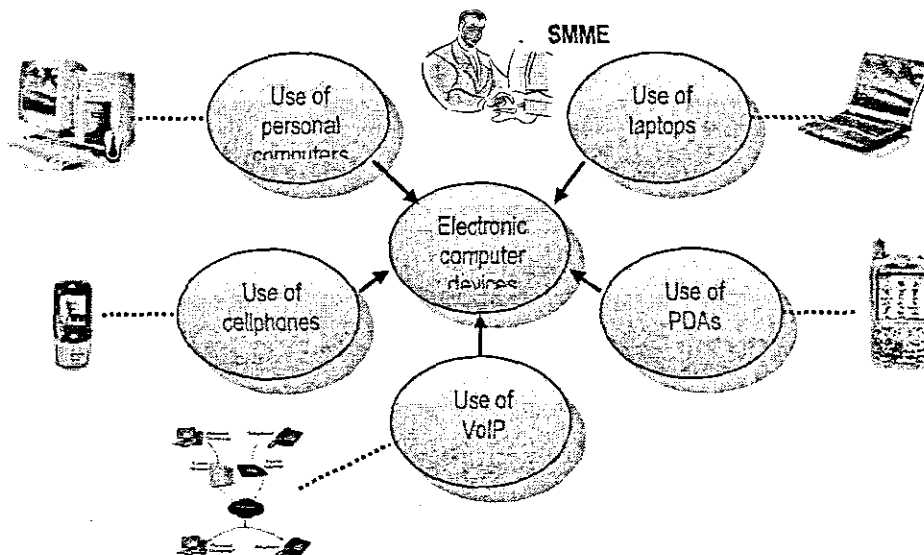 SMME
Use of
personal
computers
Use of
laptops
Electronic
computer
devices
Use of
cellphones
Use of
PDAs
Use of
VoIP